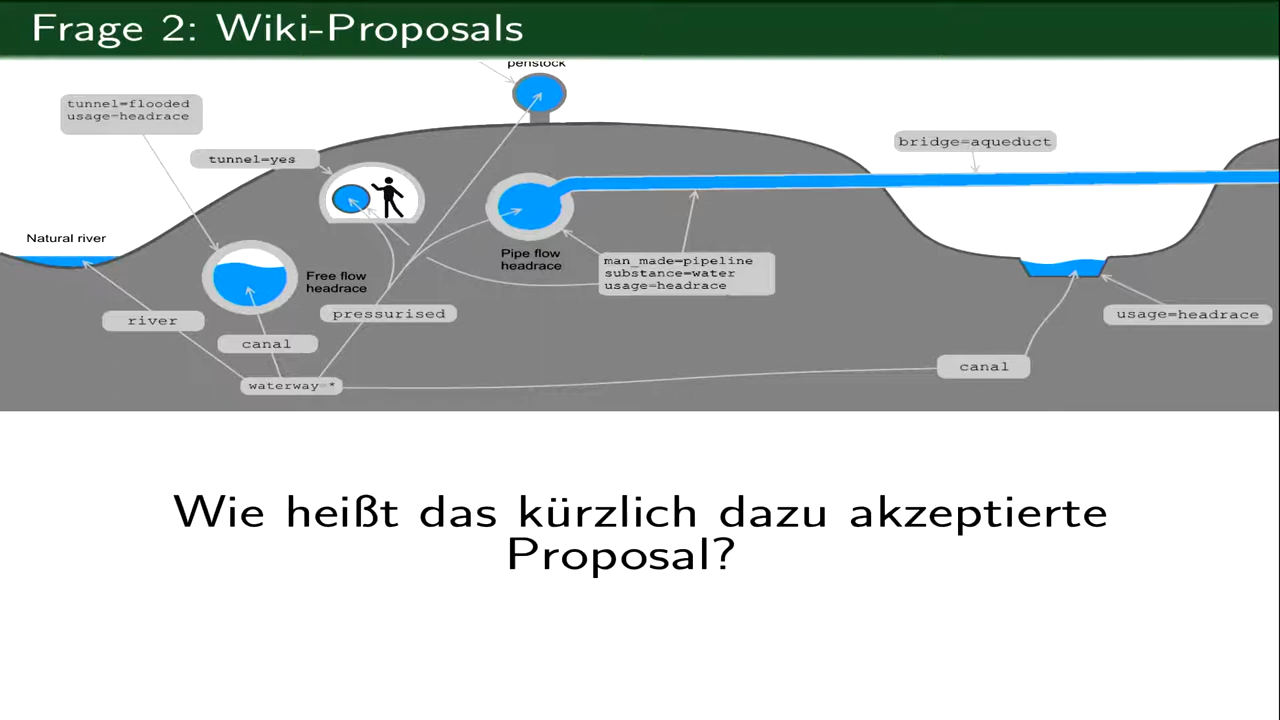 Frage 2: Wiki-Proposals
penstock
tunnel=flooded
usage=headrace
tunnel=yes
bridge=aqueduct
Natural river
Pipe flow
headrace
man_made=pipeline
substance=water
usage=headrace
Free flow
headrace
river
pressurised
usage=headrace
canal
canal
waterway=*
Wie heißt das kürzlich dazu akzeptierte
Proposal?